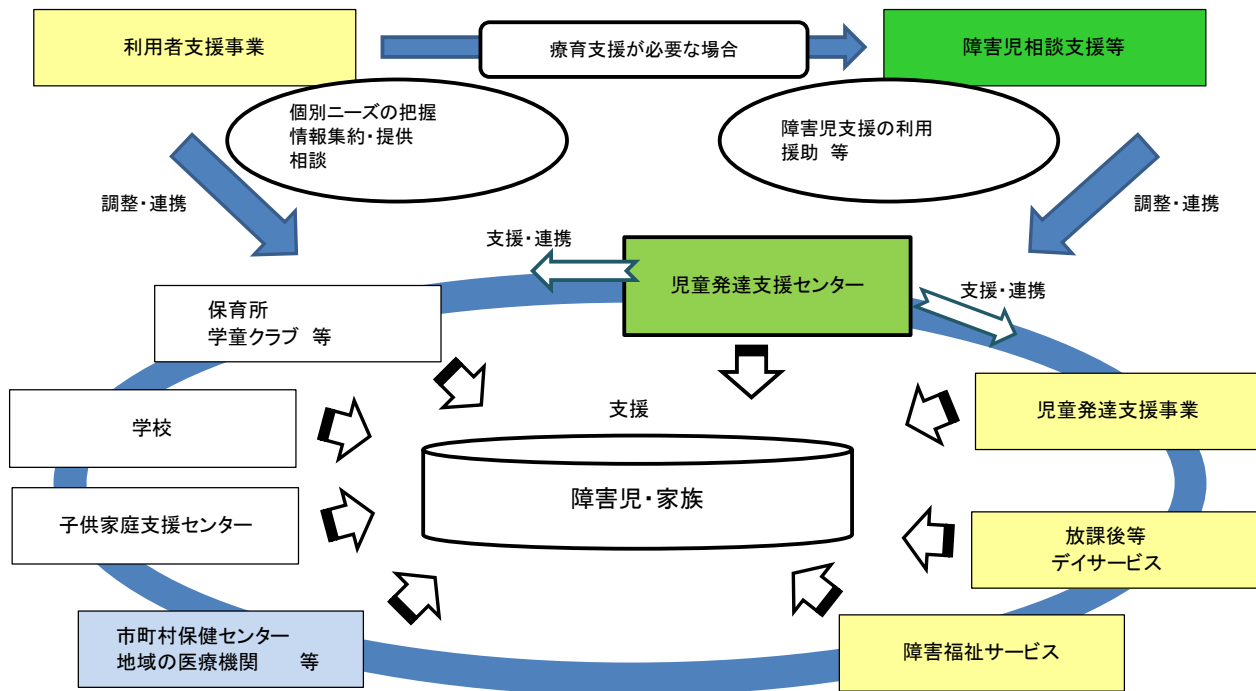 利用者支援事業
療育支援が必要な場合
障害児相談支援等
個別ニーズの把握
情報集約・提供
相談
障害児支援の利用
援助 等
調整・連携
調整・連携
支援・連携
児童発達支援センター
支援・連携
保育所
学童クラブ 等
学校
支援
児童発達支援事業
障害児・家族
子供家庭支援センター
放課後等
デイサービス
市町村保健センター
地域の医療機関 等
障害福祉サービス